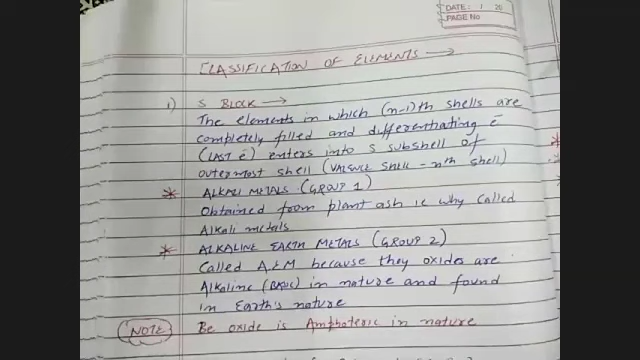 DATE: / 20
PAGE No
CLASSIFICATION OF ELEMENTS →
1) S BLOCK →
The elements in which (n-1)th shells are
completely filled and differentiating e̅
(LAST e̅) enters into s subshell of
outermost shell (VALENCE SHELL - nth shell)
* ALKALI METALS (GROUP 1)
Obtained from plant ash ie why called
Alkali metals
* ALKALINE EARTH METALS (GROUP 2)
Called A.E.M because they oxides are
Alkaline (BASIC) in nature and found
in Earth's nature
NOTE Be oxide is Amphoteric in nature